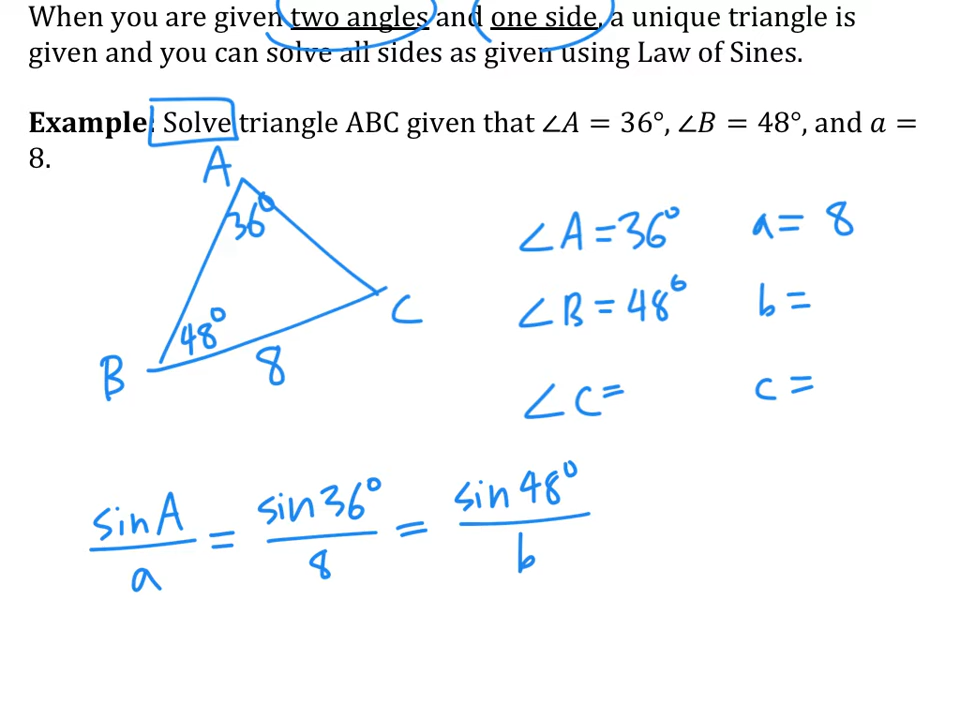 When you are given two angles and one side, a unique triangle is
given and you can solve all sides as given using Law of Sines.
Example: Solve triangle ABC given that ∠A = 36°, ∠B = 48°, and a =
8.
A
36°
48°
B
8
C
∠A = 36° a = 8
∠B = 48° b =
∠C = c =
sin A / a = sin 36° / 8 = sin 48° / b